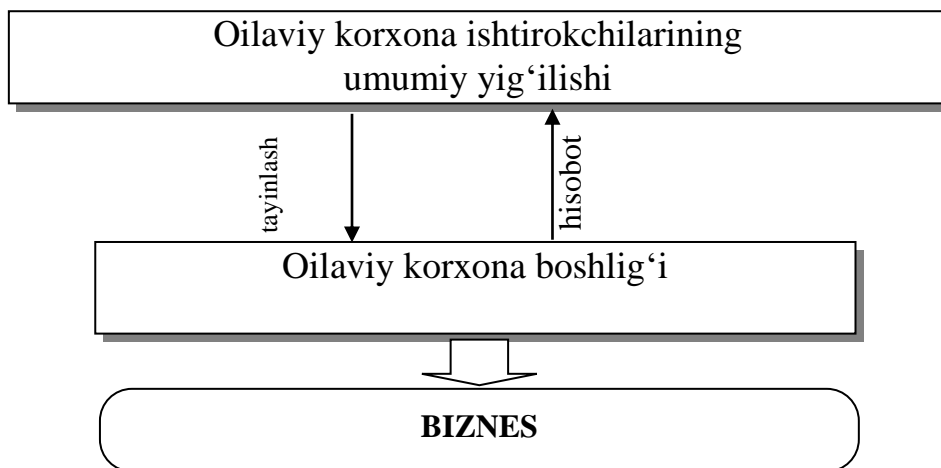 Oilaviy korxona ishtirokchilarining
umumiy yig‘ilishi
tayinlash
hisobot
Oilaviy korxona boshlig‘i
BIZNES